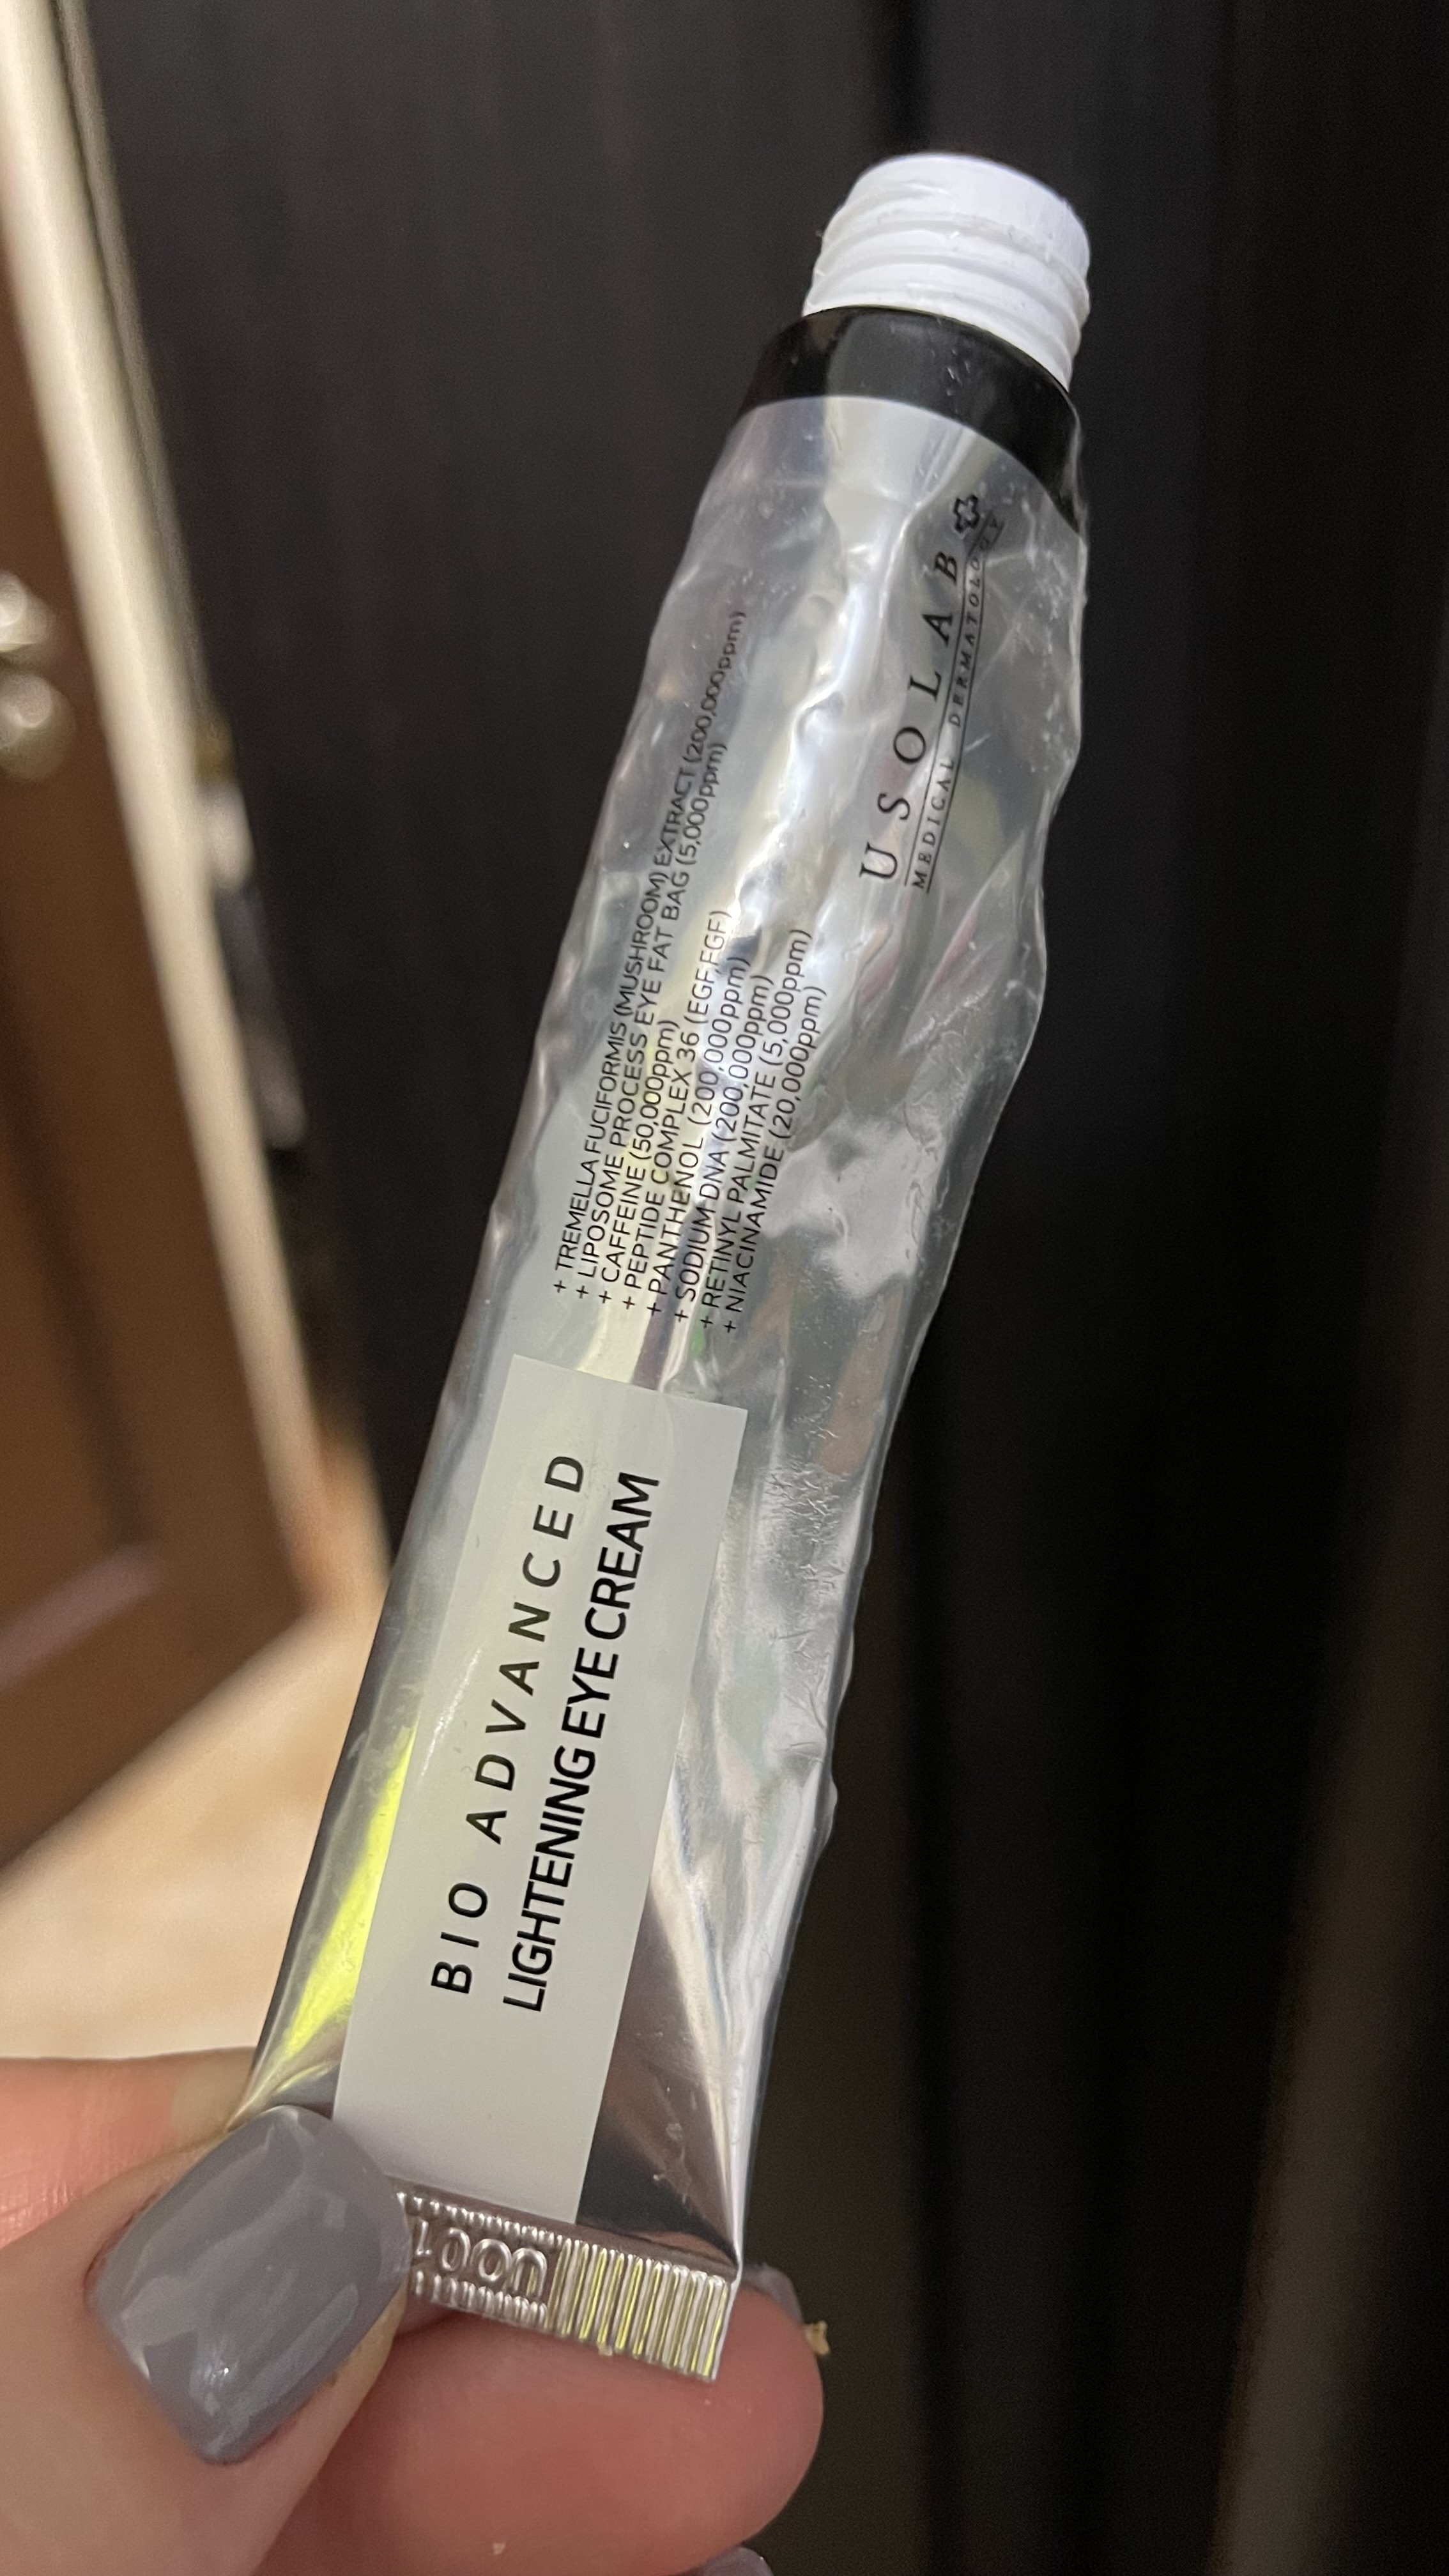 USOLAB
MEDICAL DERMATOLOGY
+ TREMELLA FUCIFORMIS (MUSHROOM) EXTRACT (200,000ppm)
+ LIPOSOME PROCESS EYE FAT BAG (5,000ppm)
+ CAFFEINE (50,000ppm)
+ PEPTIDE COMPLEX 36 (EGF,FGF)
+ PANTHENOL (200,000ppm)
+ SODIUM DNA (200,000ppm)
+ RETINYL PALMITATE (5,000ppm)
+ NIACINAMIDE (20,000ppm)
BIO ADVANCED
LIGHTENING EYE CREAM